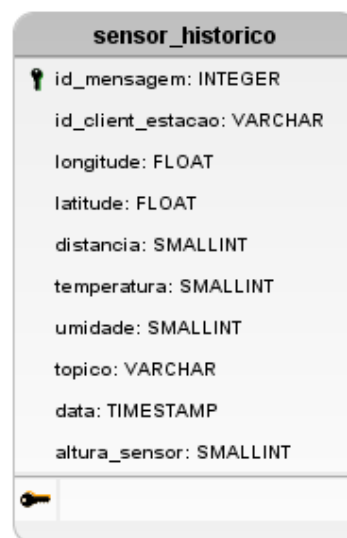 sensor_historico
id_mensagem: INTEGER
id_client_estacao: VARCHAR
longitude: FLOAT
latitude: FLOAT
distancia: SMALLINT
temperatura: SMALLINT
umidade: SMALLINT
topico: VARCHAR
data: TIMESTAMP
altura_sensor: SMALLINT